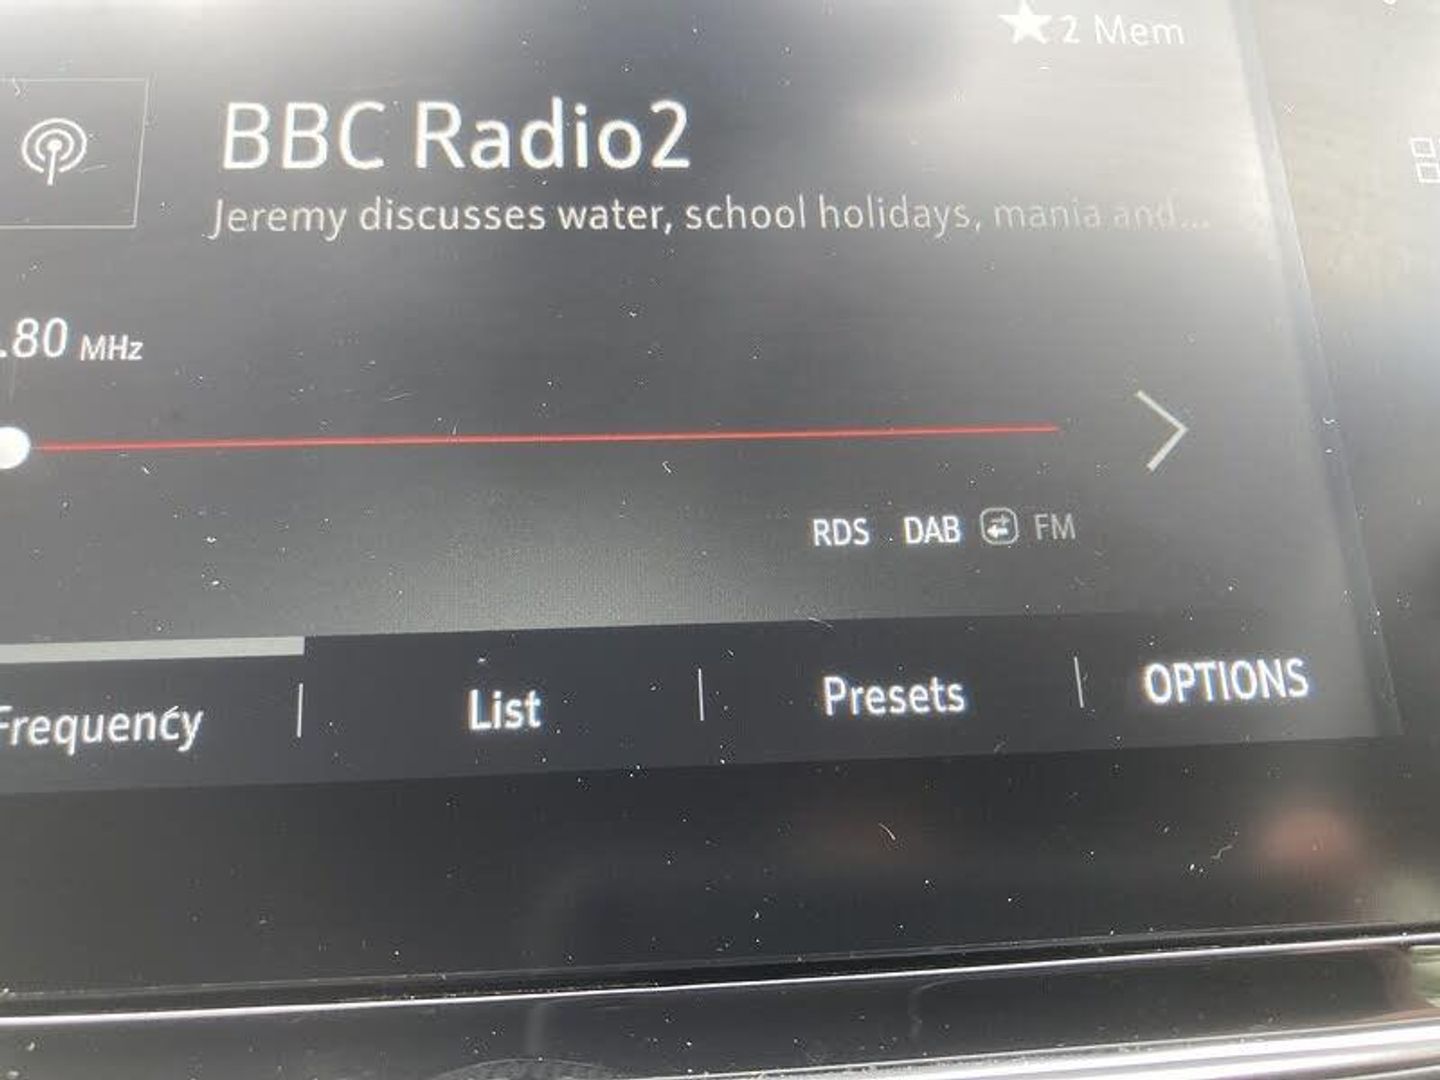 2 Mem
BBC Radio2
Jeremy discusses water, school holidays, mania and...
.80 MHz
RDS DAB FM
Frequency List Presets OPTIONS